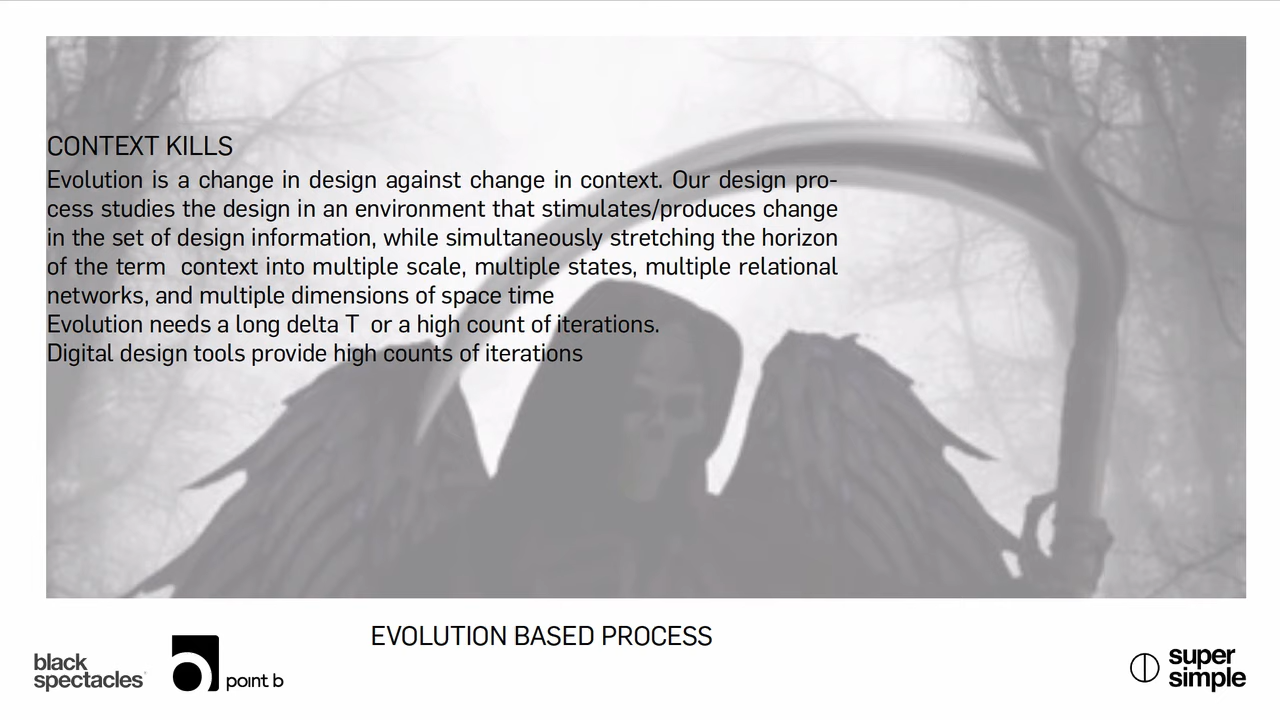 CONTEXT KILLS
Evolution is a change in design against change in context. Our design pro-
cess studies the design in an environment that stimulates/produces change
in the set of design information, while simultaneously stretching the horizon
of the term  context into multiple scale, multiple states, multiple relational
networks, and multiple dimensions of space time
Evolution needs a long delta T  or a high count of iterations.
Digital design tools provide high counts of iterations
EVOLUTION BASED PROCESS
black
spectacles
point b
super
simple